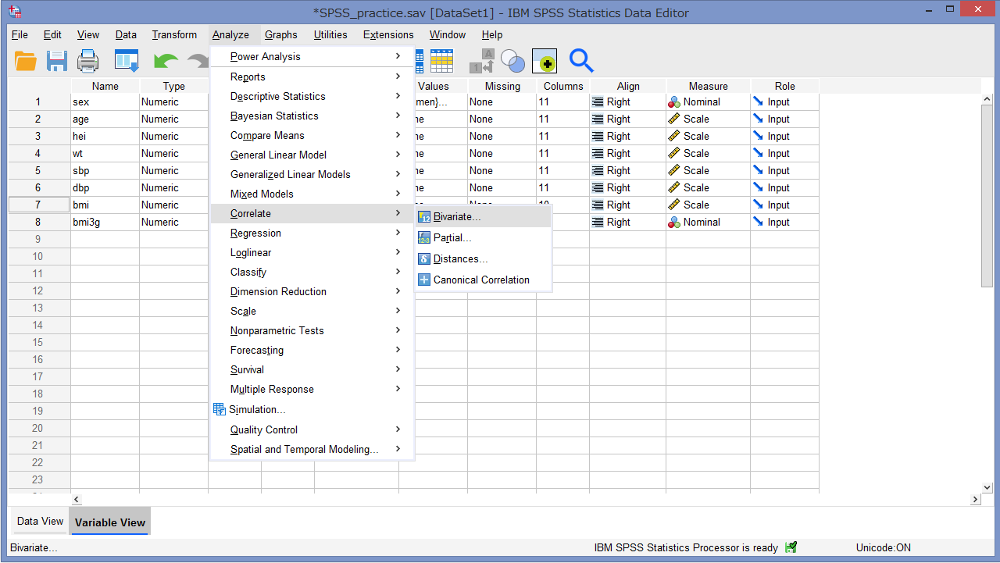 *SPSS_practice.sav [DataSet1] - IBM SPSS Statistics Data Editor
File Edit View Data Transform Analyze Graphs Utilities Extensions Window Help
Name Type Values Missing Columns Align Measure Role
1 sex Numeric men}... None 11 Right Nominal Input
2 age Numeric ne None 11 Right Scale Input
3 hei Numeric ne None 11 Right Scale Input
4 wt Numeric ne None 11 Right Scale Input
5 sbp Numeric ne None 11 Right Scale Input
6 dbp Numeric ne None 11 Right Scale Input
7 bmi Numeric Right Scale Input
8 bmi3g Numeric Right Nominal Input
9
10
11
12
13
14
15
16
17
18
19
20
21
22
23
Power Analysis
Reports
Descriptive Statistics
Bayesian Statistics
Compare Means
General Linear Model
Generalized Linear Models
Mixed Models
Correlate
Regression
Loglinear
Classify
Dimension Reduction
Scale
Nonparametric Tests
Forecasting
Survival
Multiple Response
Simulation...
Quality Control
Spatial and Temporal Modeling...
Bivariate...
Partial...
Distances...
Canonical Correlation
Data View Variable View
Bivariate... IBM SPSS Statistics Processor is ready Unicode:ON